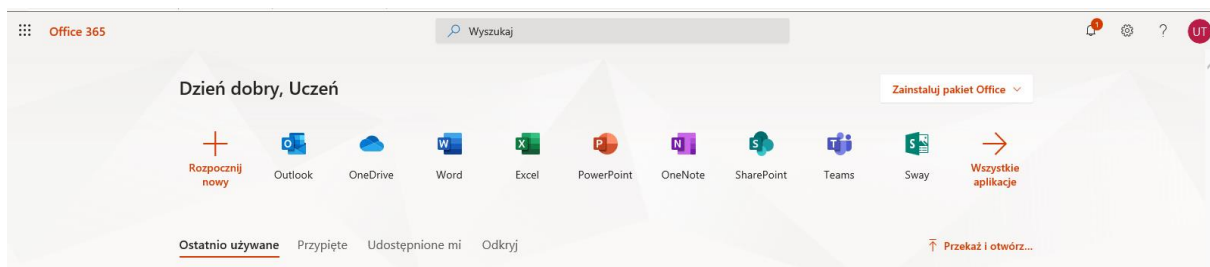 Office 365
Wyszukaj
1
?
UT
Dzień dobry, Uczeń
Zainstaluj pakiet Office
Rozpocznij
nowy
Outlook
OneDrive
Word
Excel
PowerPoint
OneNote
SharePoint
Teams
Sway
Wszystkie
aplikacje
Ostatnio używane Przypięte Udostępnione mi Odkryj
Przekaż i otwórz...